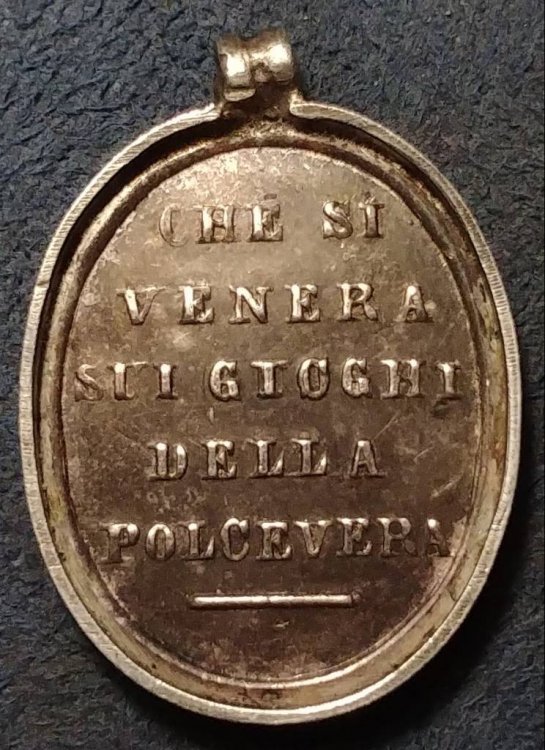 CHE SI
VENERA
SUI GIOGHI
DELLA
POLCEVERA